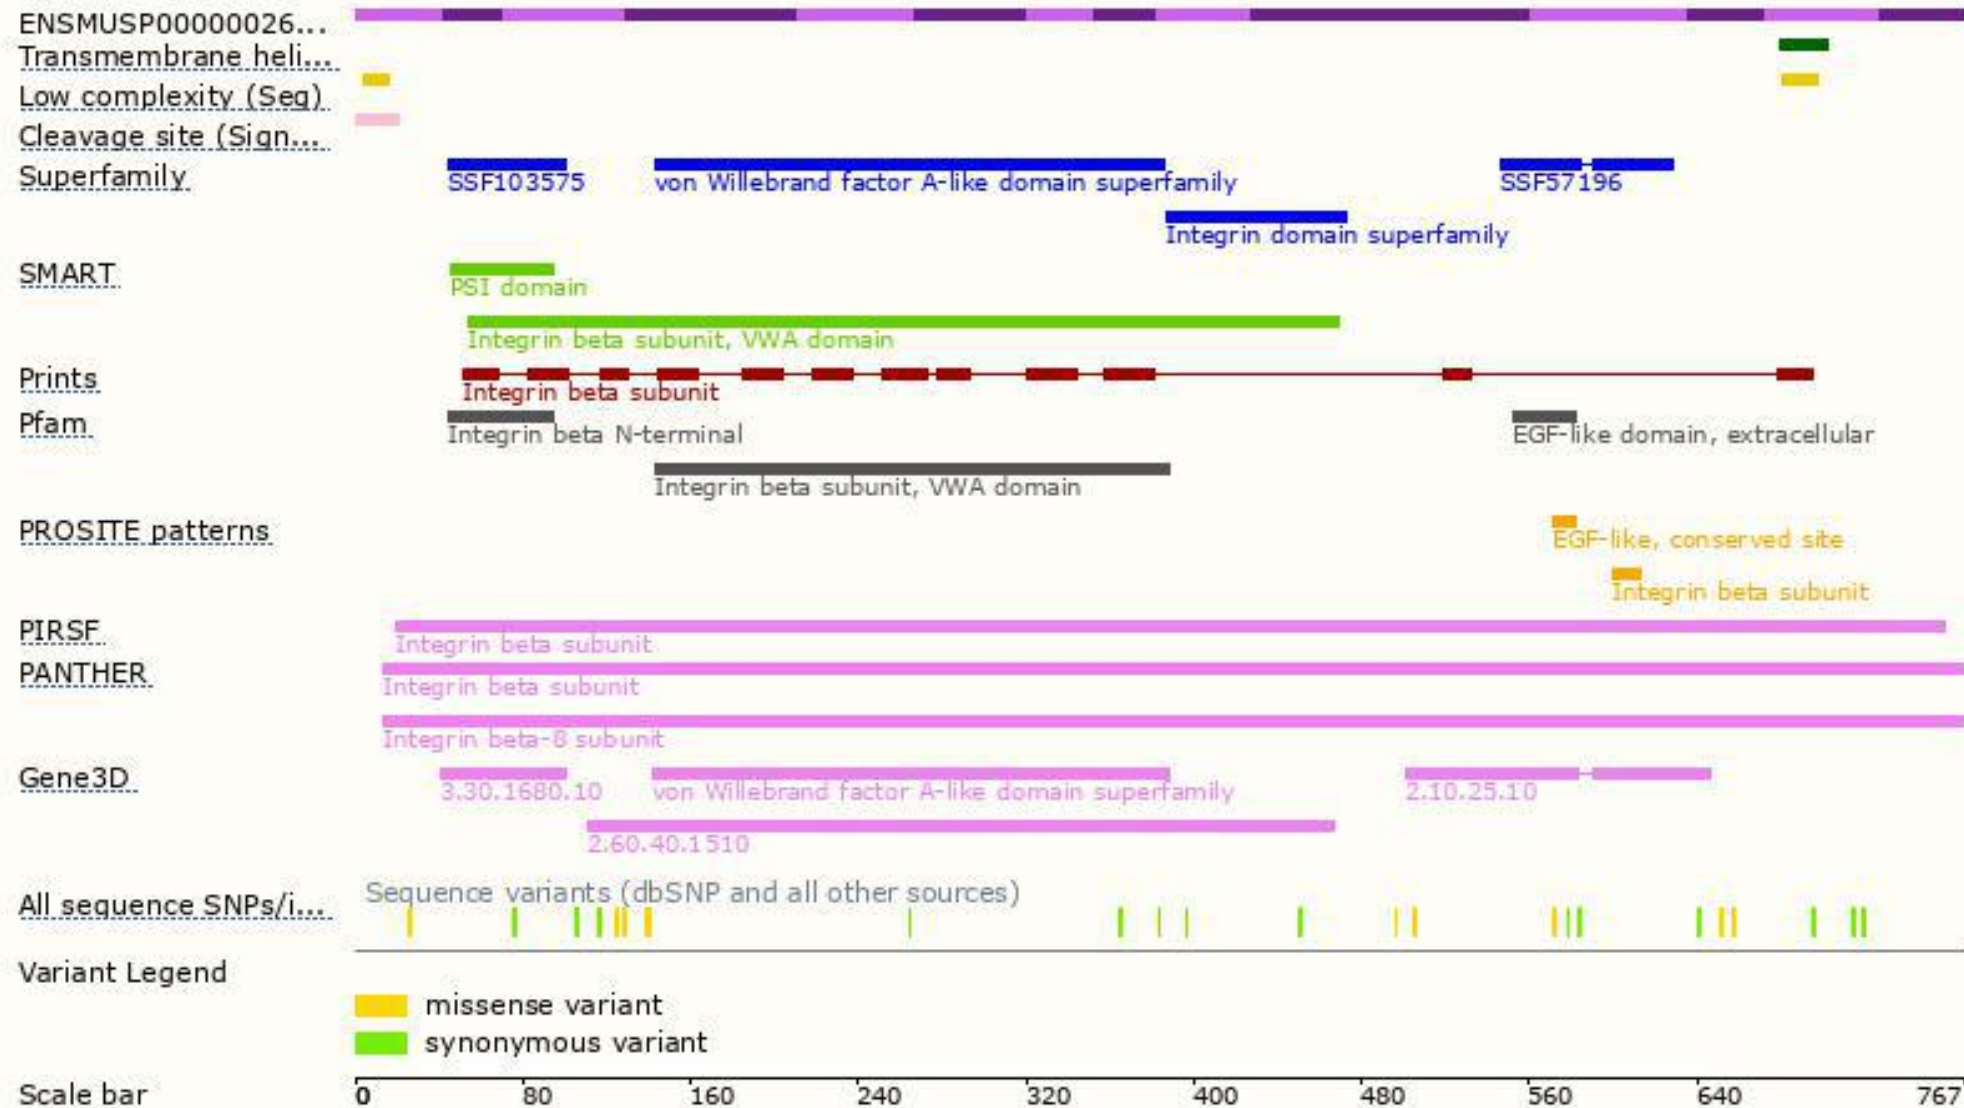 ENSMUSP00000026...
Transmembrane heli...
Low complexity (Seg)
Cleavage site (Sign...
Superfamily
SSF103575
von Willebrand factor A-like domain superfamily
SSF57196
Integrin domain superfamily
SMART
PSI domain
Integrin beta subunit, VWA domain
Prints
Integrin beta subunit
Pfam
Integrin beta N-terminal
EGF-like domain, extracellular
Integrin beta subunit, VWA domain
PROSITE patterns
EGF-like, conserved site
Integrin beta subunit
PIRSF
Integrin beta subunit
PANTHER
Integrin beta subunit
Integrin beta-8 subunit
Gene3D
3.30.1680.10
von Willebrand factor A-like domain superfamily
2.10.25.10
2.60.40.1510
All sequence SNPs/i...
Sequence variants (dbSNP and all other sources)
Variant Legend
missense variant
synonymous variant
Scale bar
0 80 160 240 320 400 480 560 640 767